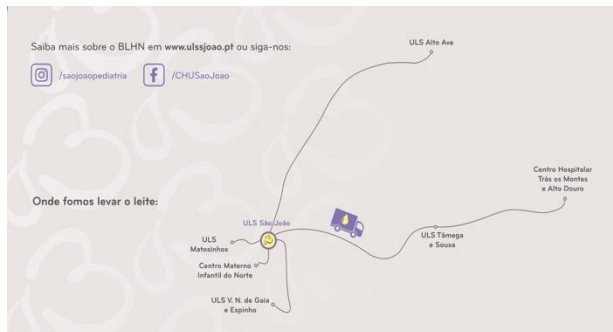 Saiba mais sobre o BLHN em www.ulssjoao.pt ou siga-nos:
/saojoaopediatria
/CHUSaoJoao
ULS Alto Ave
Centro Hospitalar
Trás os Montes
e Alto Douro
Onde fomos levar o leite:
ULS São João
ULS
Matosinhos
ULS Tâmega
e Sousa
Centro Materno
Infantil do Norte
ULS V. N. de Gaia
e Espinho